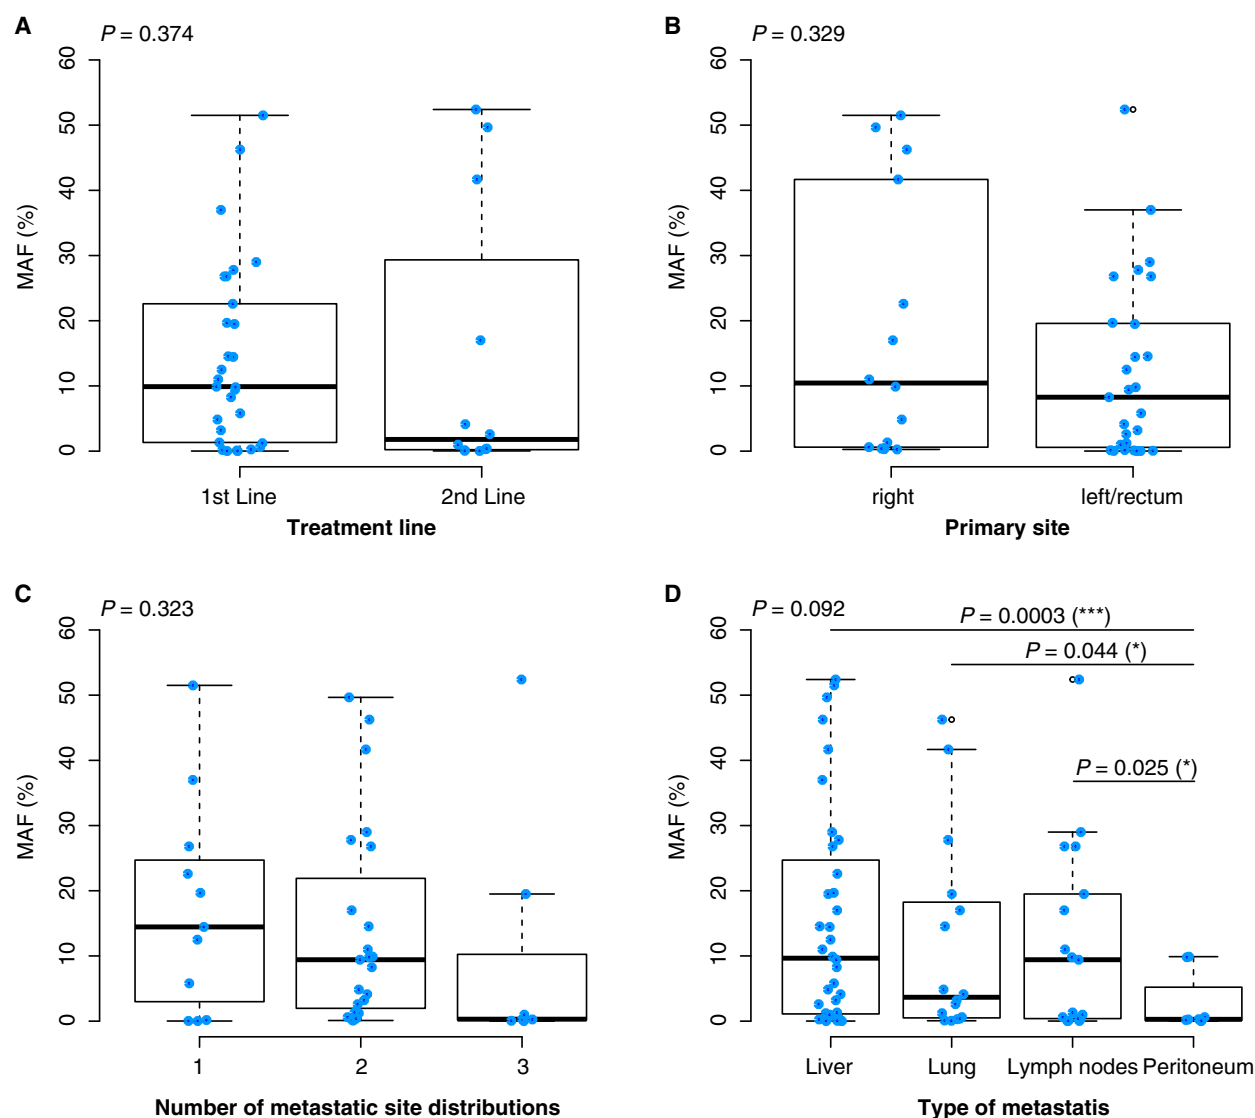 A
P = 0.374
60
50
40
30
20
10
0
MAF (%)
1st Line
2nd Line
Treatment line
B
P = 0.329
60
50
40
30
20
10
0
MAF (%)
right
left/rectum
Primary site
C
P = 0.323
60
50
40
30
20
10
0
MAF (%)
1
2
3
Number of metastatic site distributions
D
P = 0.092
P = 0.0003 (***)
P = 0.044 (*)
P = 0.025 (*)
60
50
40
30
20
10
0
MAF (%)
Liver
Lung
Lymph nodes
Peritoneum
Type of metastatis